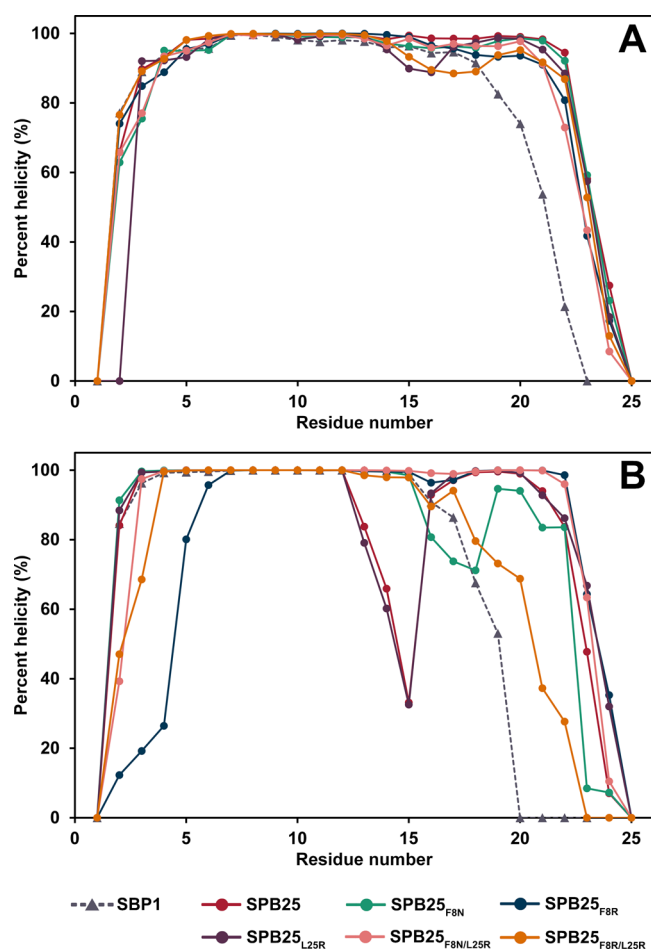 A
Percent helicity (%)
100
80
60
40
20
0
0
5
10
15
20
25
Residue number
B
Percent helicity (%)
100
80
60
40
20
0
0
5
10
15
20
25
Residue number
SBP1
SPB25
SPB25F8N
SPB25F8R
SPB25L25R
SPB25F8N/L25R
SPB25F8R/L25R